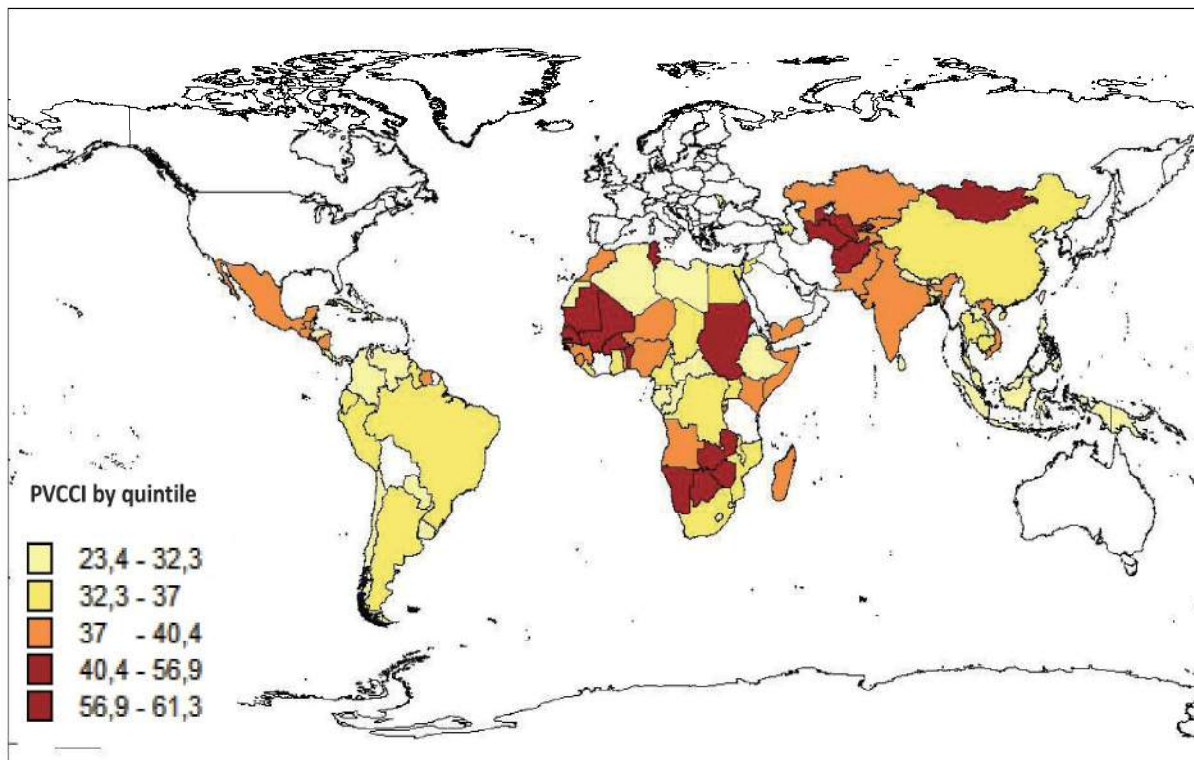 PVCCI by quintile
23,4 - 32,3
32,3 - 37
37 - 40,4
40,4 - 56,9
56,9 - 61,3